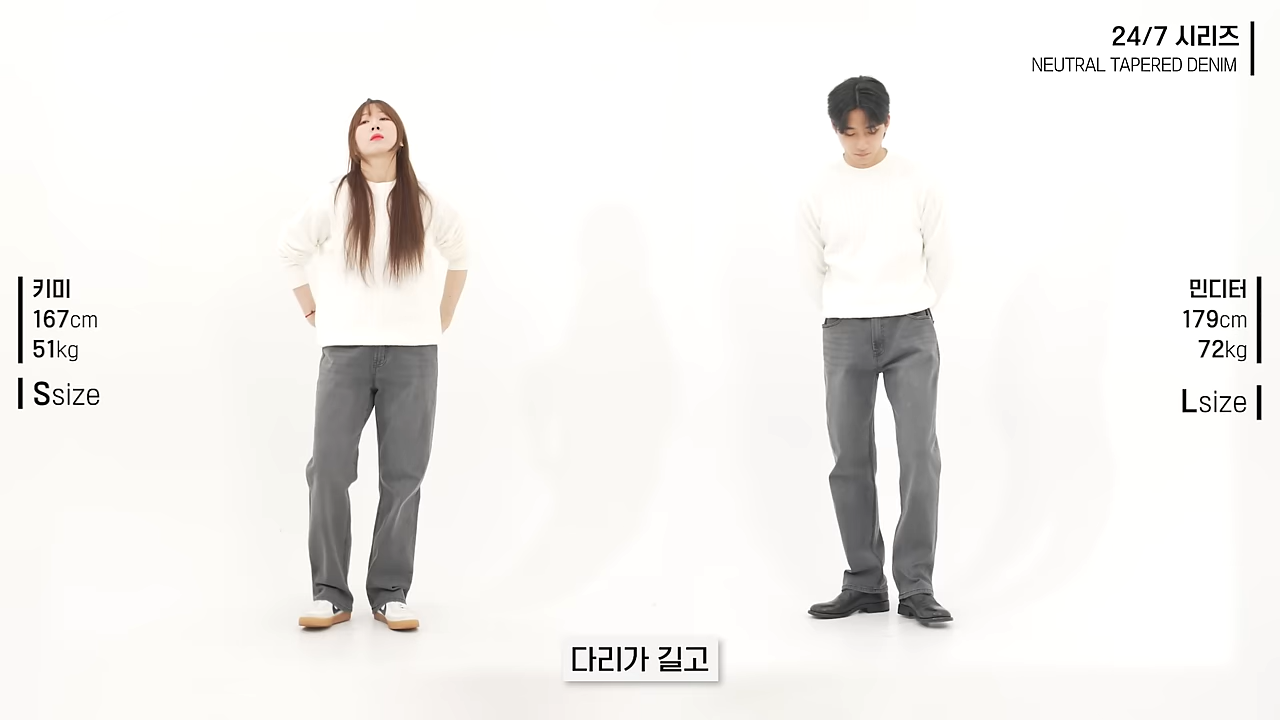 24/7 시리즈
NEUTRAL TAPERED DENIM
키미
167cm
51kg
Ssize
민디터
179cm
72kg
Lsize
다리가 길고